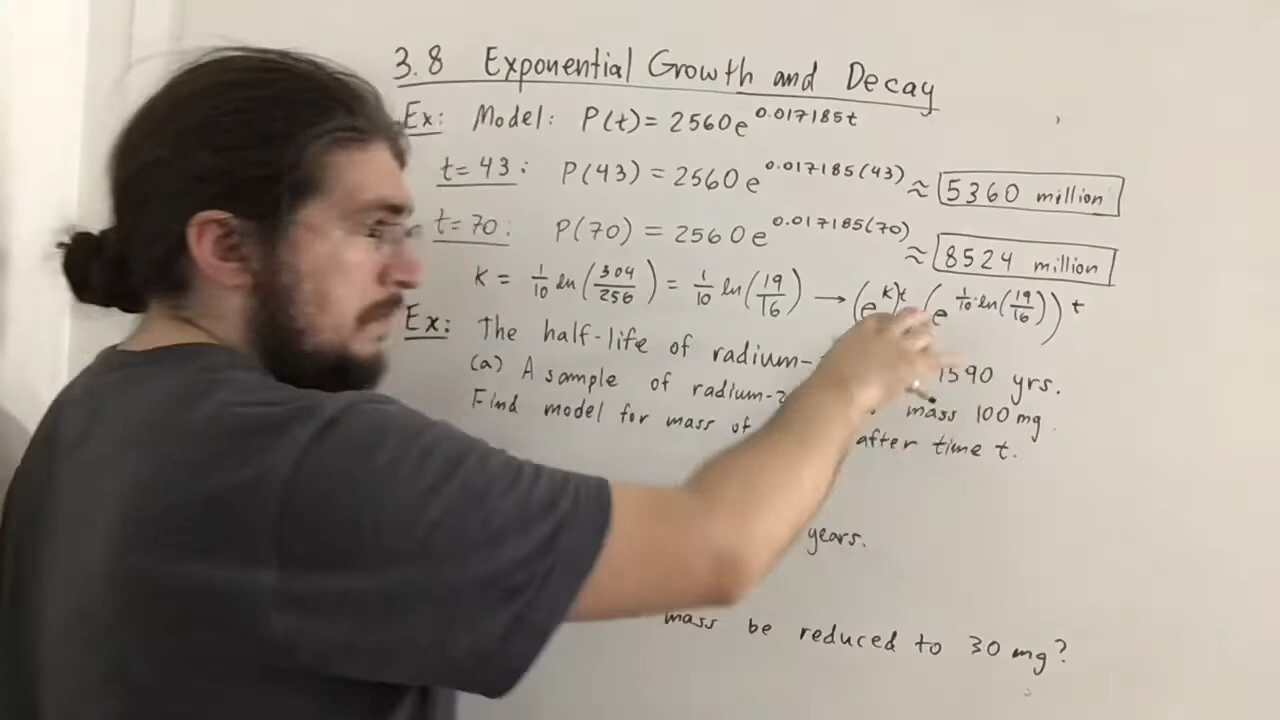 3.8 Exponential Growth and Decay
Ex: Model: P(t) = 2560e^0.017185t
t=43: P(43) = 2560e^0.017185(43) ≈ 5360 million
t=70: P(70) = 2560e^0.017185(70) ≈ 8524 million
K = 1/10 ln(304/256) = 1/10 ln(19/16) → (e^K)^t (e^1/10·ln(19/16))^t
Ex: The half-life of radium- 1590 yrs.
(a) A sample of radium-2 mass 100 mg.
Find model for mass of after time t.
years.
mass be reduced to 30 mg?